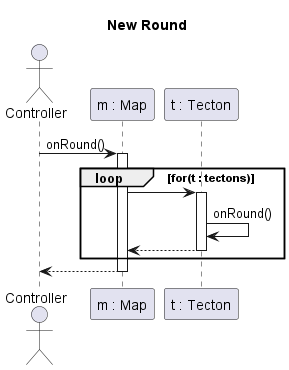 New Round
Controller
m : Map
t : Tecton
onRound()
loop
[for(t : tectons)]
onRound()
Controller
m : Map
t : Tecton